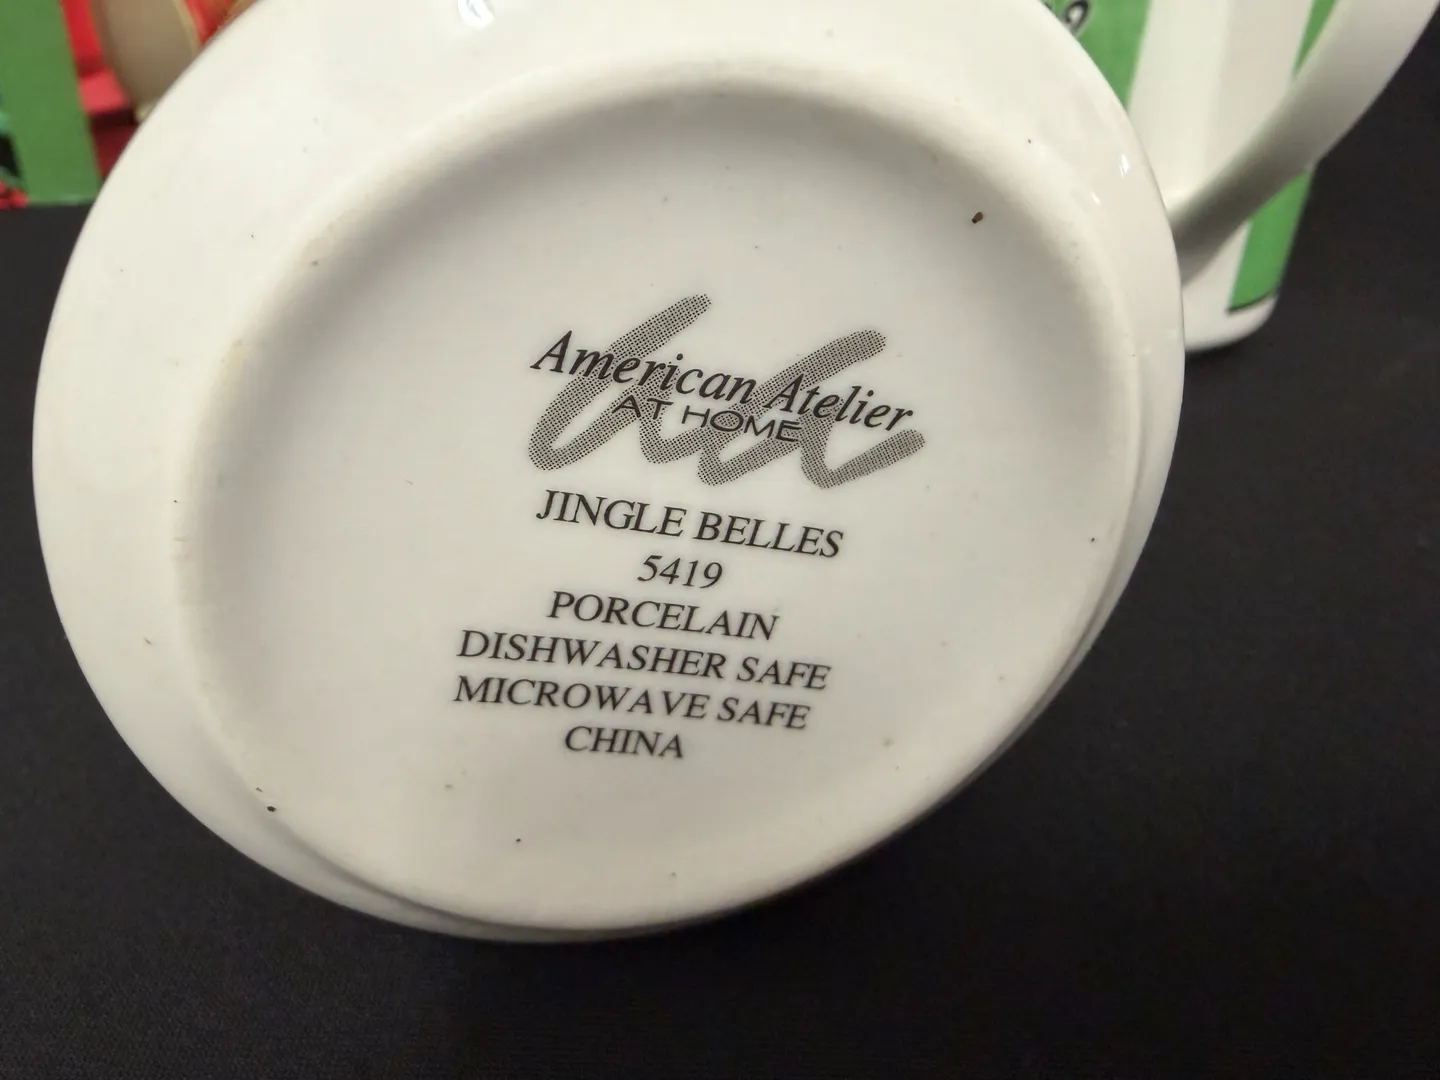 American Atelier
AT HOME
JINGLE BELLES
5419
PORCELAIN
DISHWASHER SAFE
MICROWAVE SAFE
CHINA